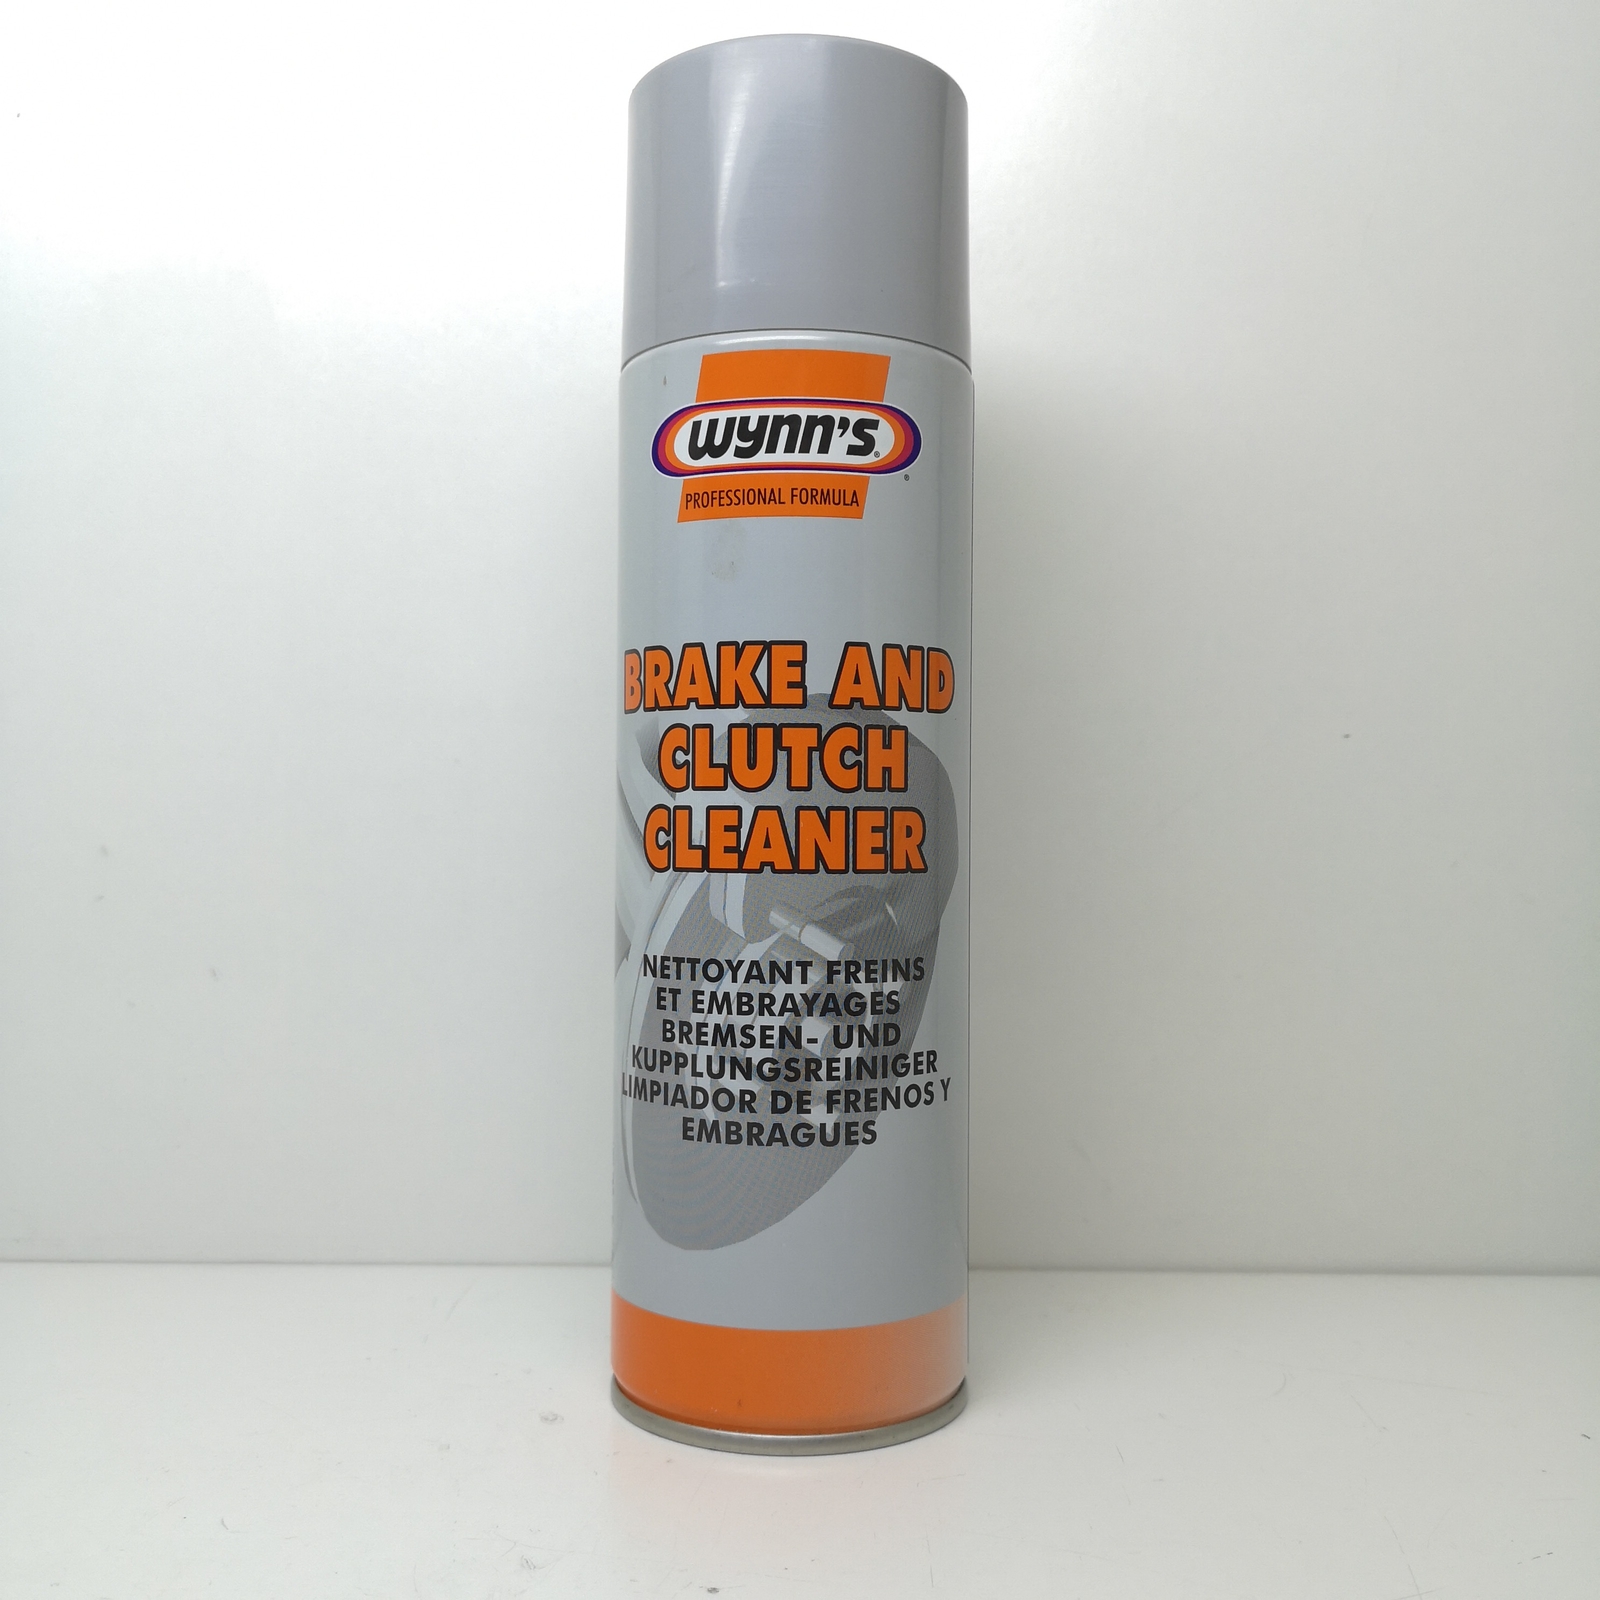 wynn's®
®
PROFESSIONAL FORMULA
BRAKE AND
CLUTCH
CLEANER
NETTOYANT FREINS
ET EMBRAYAGES
BREMSEN- UND
KUPPLUNGSREINIGER
LIMPIADOR DE FRENOS Y
EMBRAGUES